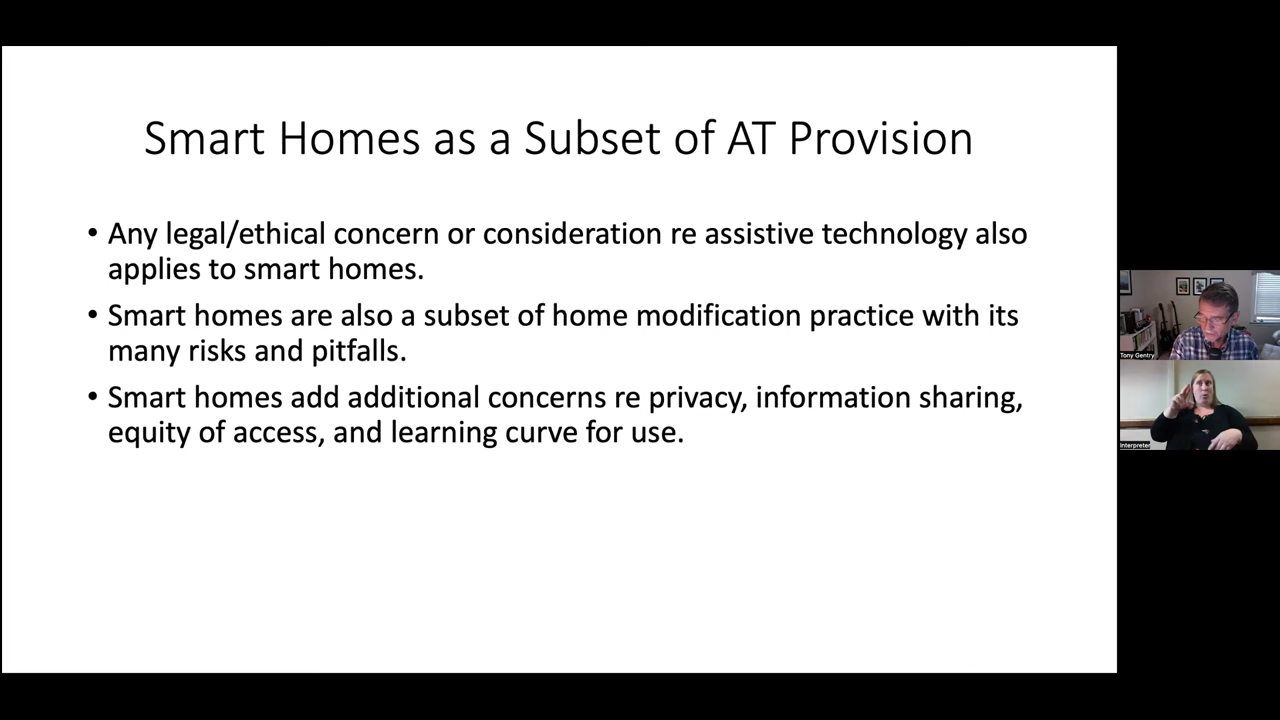 Smart Homes as a Subset of AT Provision
• Any legal/ethical concern or consideration re assistive technology also
applies to smart homes.
• Smart homes are also a subset of home modification practice with its
many risks and pitfalls.
• Smart homes add additional concerns re privacy, information sharing,
equity of access, and learning curve for use.
Tony Gentry
Interpreter